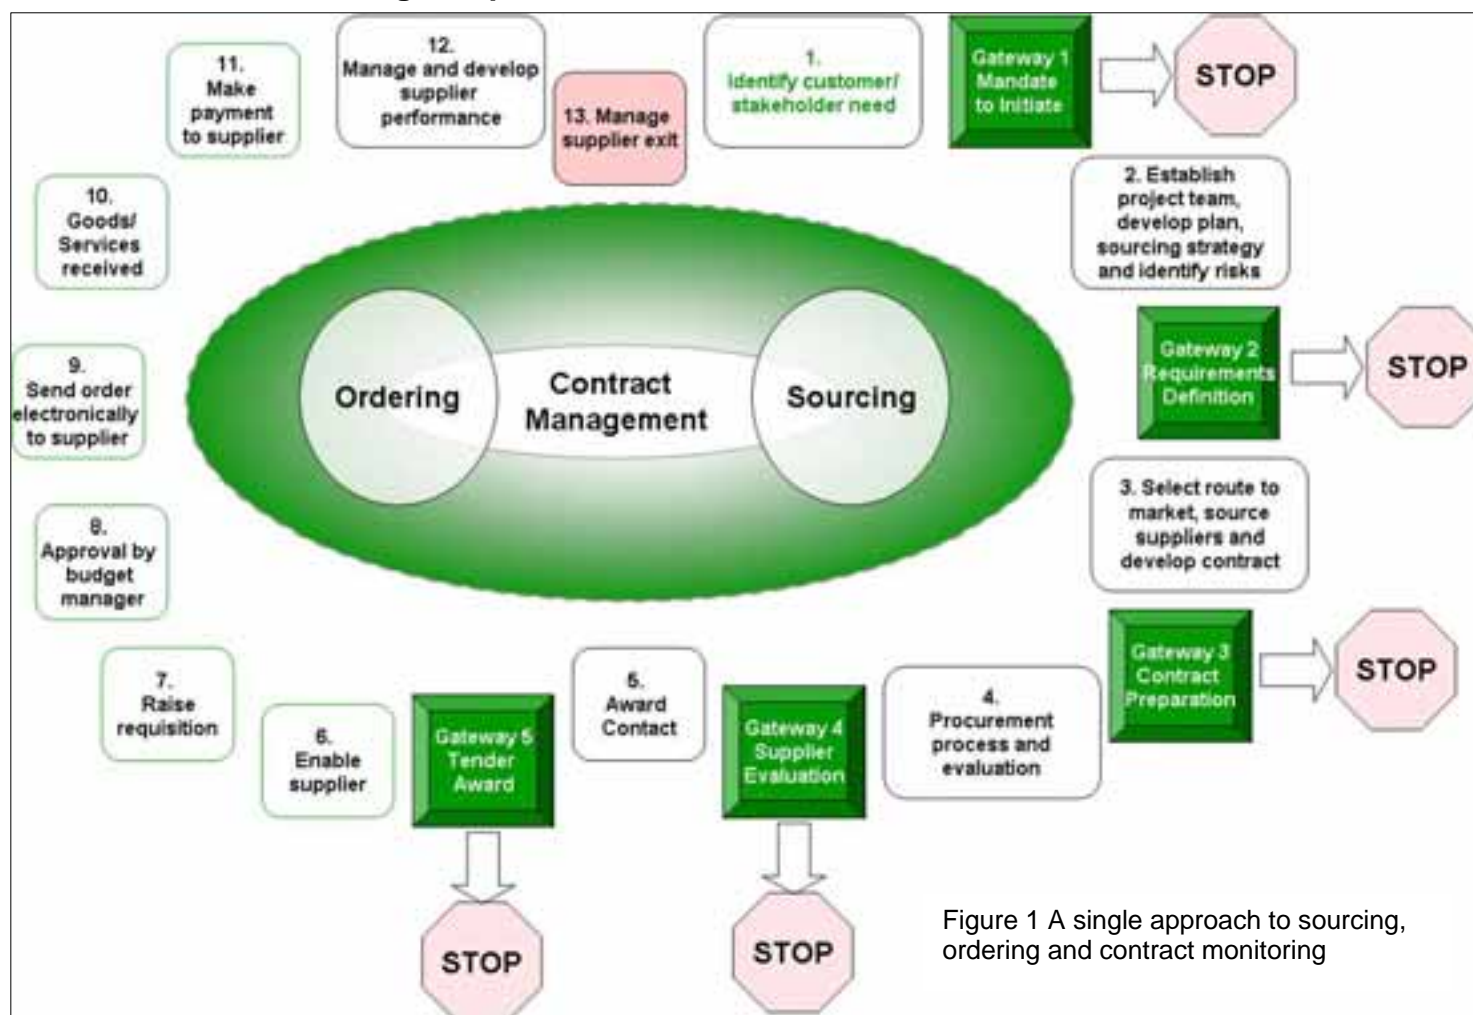 12.
Manage and develop
supplier
performance
11.
Make
payment
to supplier
13. Manage
supplier exit
1.
Identify customer/
stakeholder need
Gateway 1
Mandate
to Initiate
STOP
10.
Goods/
Services
received
2. Establish
project team,
develop plan,
sourcing strategy
and identify risks
9.
Send order
electronically
to supplier
Ordering
Contract
Management
Sourcing
Gateway 2
Requirements
Definition
STOP
8.
Approval by
budget
manager
3. Select route to
market, source
suppliers and
develop contract
7.
Raise
requisition
6.
Enable
supplier
Gateway 5
Tender
Award
STOP
5.
Award
Contact
Gateway 4
Supplier
Evaluation
STOP
4.
Procurement
process and
evaluation
Gateway 3
Contract
Preparation
STOP
Figure 1 A single approach to sourcing,
ordering and contract monitoring